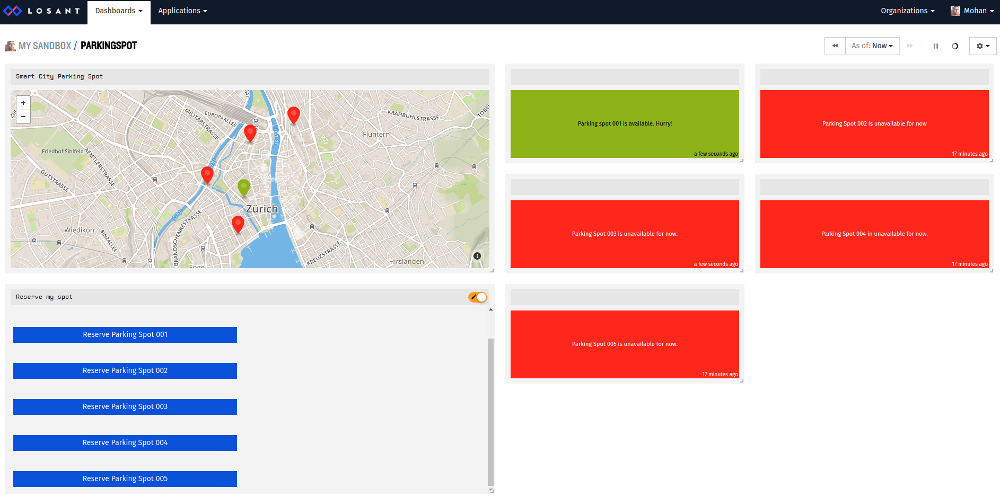 LOSANT
Dashboards
Applications
Organizations
Mohan
MY SANDBOX / PARKINGSPOT
As of: Now
Smart City Parking Spot
+
−
EUROPAALLEE
MILITÄRSTRASSE
KRÄHBÜHLSTRASSE
Fluntern
Limmat
Friedhof Sihlfeld
AEMTLERSTRASSE
Sihl
GUTSTRASSE
Zürich
Sihl
Wiedikon
BINZALLEE
BRANDSCHENKESTRASSE
KREUZSTRASSE
Hirslanden
Enge
Parking spot 001 is available. Hurry!
a few seconds ago
Parking Spot 002 is unavailable for now
17 minutes ago
Parking Spot 003 is unavailable for now.
a few seconds ago
Parking Spot 004 in unavailable for now.
17 minutes ago
Reserve my spot
Reserve Parking Spot 001
Reserve Parking Spot 002
Reserve Parking Spot 003
Reserve Parking Spot 004
Reserve Parking Spot 005
Parking Spot 005 is unavailable for now.
17 minutes ago